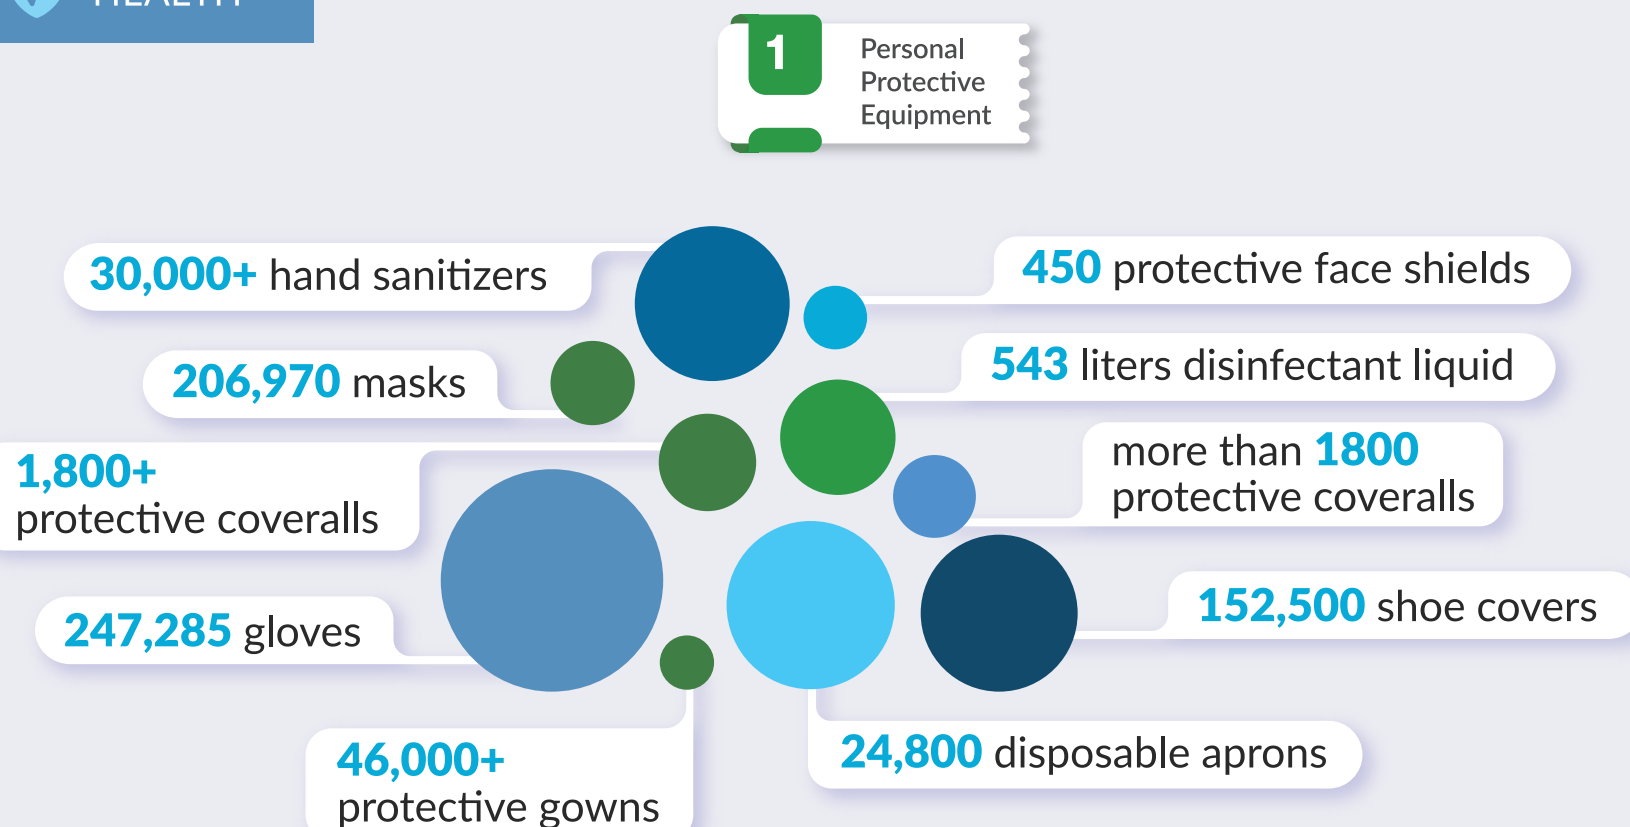 HEALTH
1
Personal
Protective
Equipment
30,000+ hand sanitizers
206,970 masks
1,800+
protective coveralls
247,285 gloves
46,000+
protective gowns
450 protective face shields
543 liters disinfectant liquid
more than 1800
protective coveralls
152,500 shoe covers
24,800 disposable aprons